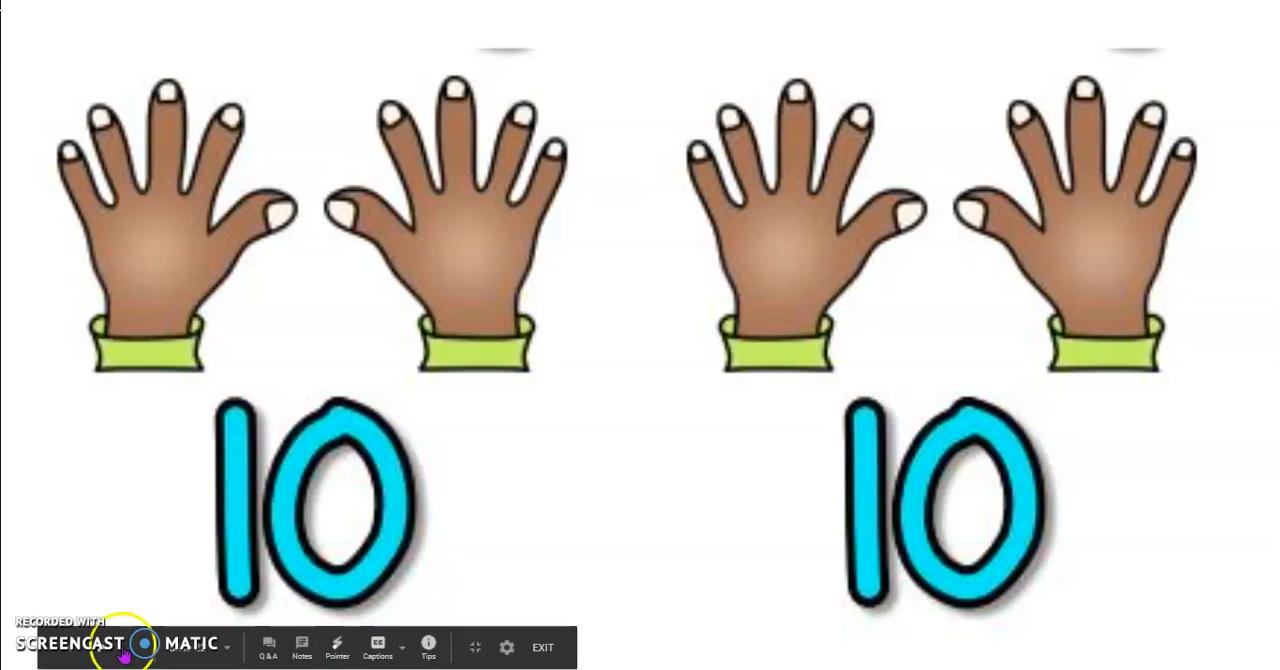 10 10
RECORDED WITH
SCREENCAST MATIC
Q & A Notes Pointer Captions Tips EXIT